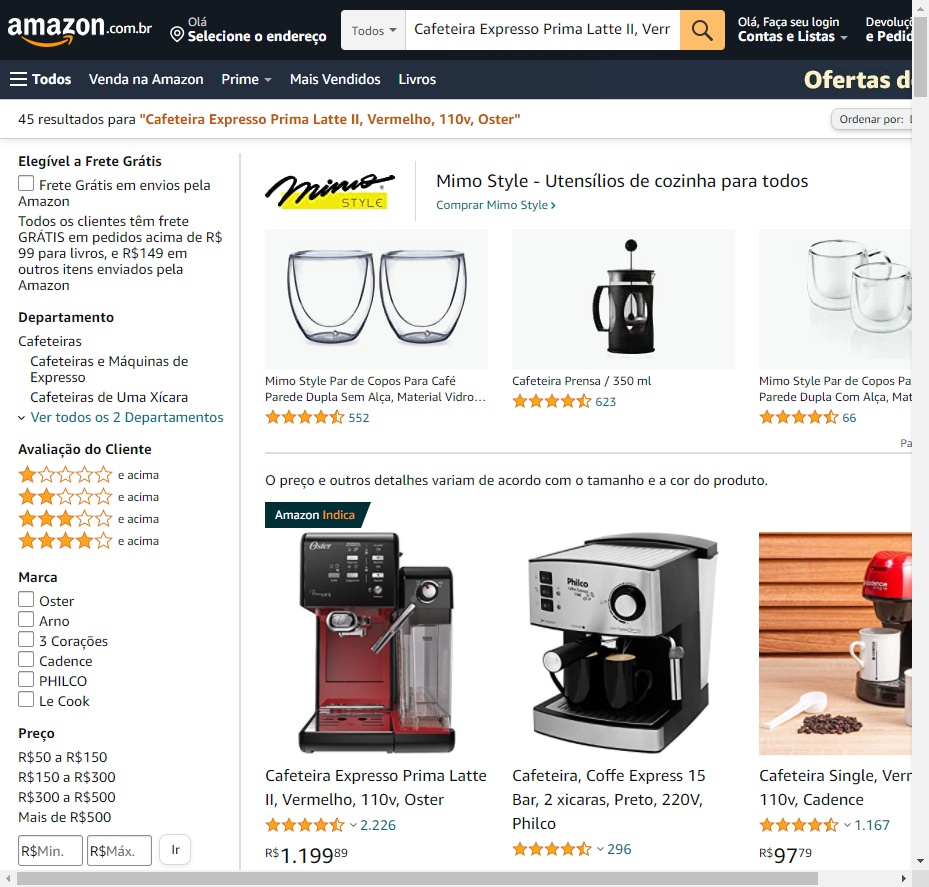 amazon.com.br
Olá
Selecione o endereço
Todos
Cafeteira Expresso Prima Latte II, Verr
Olá, Faça seu login
Contas e Listas
Devoluçõ
e Pedid
Todos
Venda na Amazon
Prime
Mais Vendidos
Livros
Ofertas d
45 resultados para "Cafeteira Expresso Prima Latte II, Vermelho, 110v, Oster"
Ordenar por:
Elegível a Frete Grátis
Frete Grátis em envios pela
Amazon
Todos os clientes têm frete
GRÁTIS em pedidos acima de R$
99 para livros, e R$149 em
outros itens enviados pela
Amazon
Departamento
Cafeteiras
Cafeteiras e Máquinas de
Expresso
Cafeteiras de Uma Xícara
Ver todos os 2 Departamentos
Avaliação do Cliente
e acima
e acima
e acima
e acima
Marca
Oster
Arno
3 Corações
Cadence
PHILCO
Le Cook
Preço
R$50 a R$150
R$150 a R$300
R$300 a R$500
Mais de R$500
R$Min.
R$Máx.
Ir
mimo
STYLE
Mimo Style - Utensílios de cozinha para todos
Comprar Mimo Style
Mimo Style Par de Copos Para Café
Parede Dupla Sem Alça, Material Vidro…
552
Cafeteira Prensa / 350 ml
623
Mimo Style Par de Copos Pa
Parede Dupla Com Alça, Mat
66
Pa
O preço e outros detalhes variam de acordo com o tamanho e a cor do produto.
Amazon Indica
Oster
Philco
cadence
Cafeteira Expresso Prima Latte
II, Vermelho, 110v, Oster
2.226
R$1.19989
Cafeteira, Coffe Express 15
Bar, 2 xicaras, Preto, 220V,
Philco
296
Cafeteira Single, Verr
110v, Cadence
1.167
R$9779